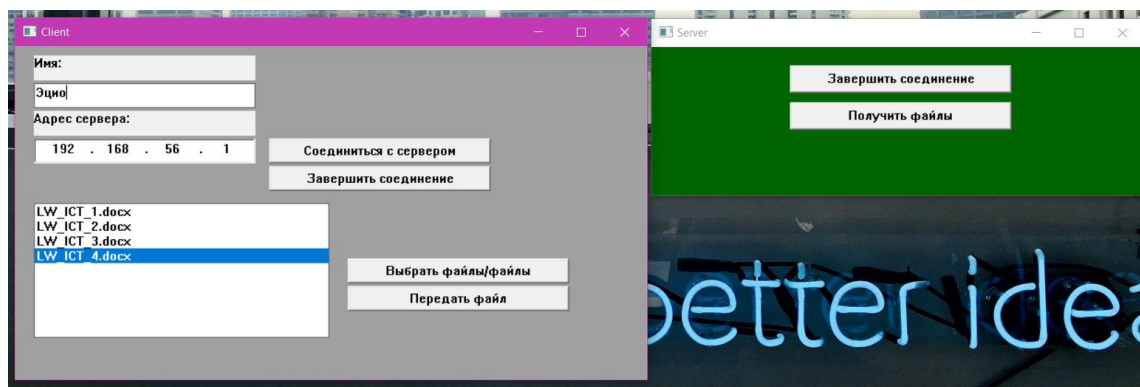 Client
Имя:
Эцио
Адрес сервера:
192 . 168 . 56 . 1
Соединиться с сервером
Завершить соединение
LW_ICT_1.docx
LW_ICT_2.docx
LW_ICT_3.docx
LW_ICT_4.docx
Выбрать файлы/файлы
Передать файл
Server
Завершить соединение
Получить файлы
better idea